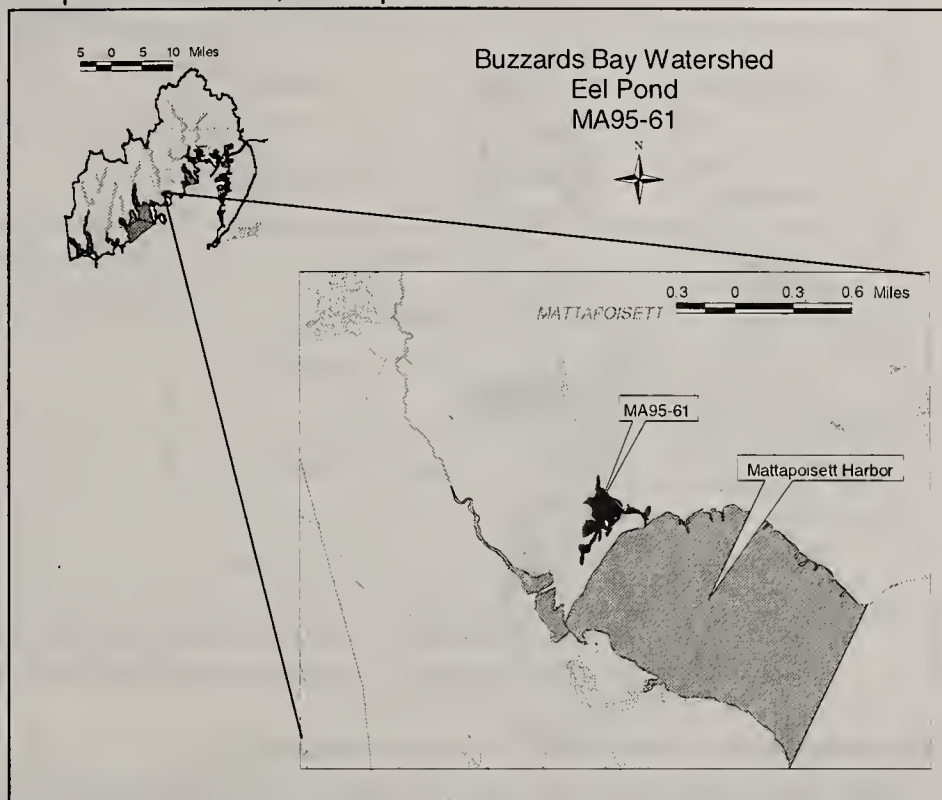 5 0 5 10 Miles
Buzzards Bay Watershed
Eel Pond
MA95-61
N
0.3 0 0.3 0.6 Miles
MATTAPOISETT
MA95-61
Mattapoisett Harbor